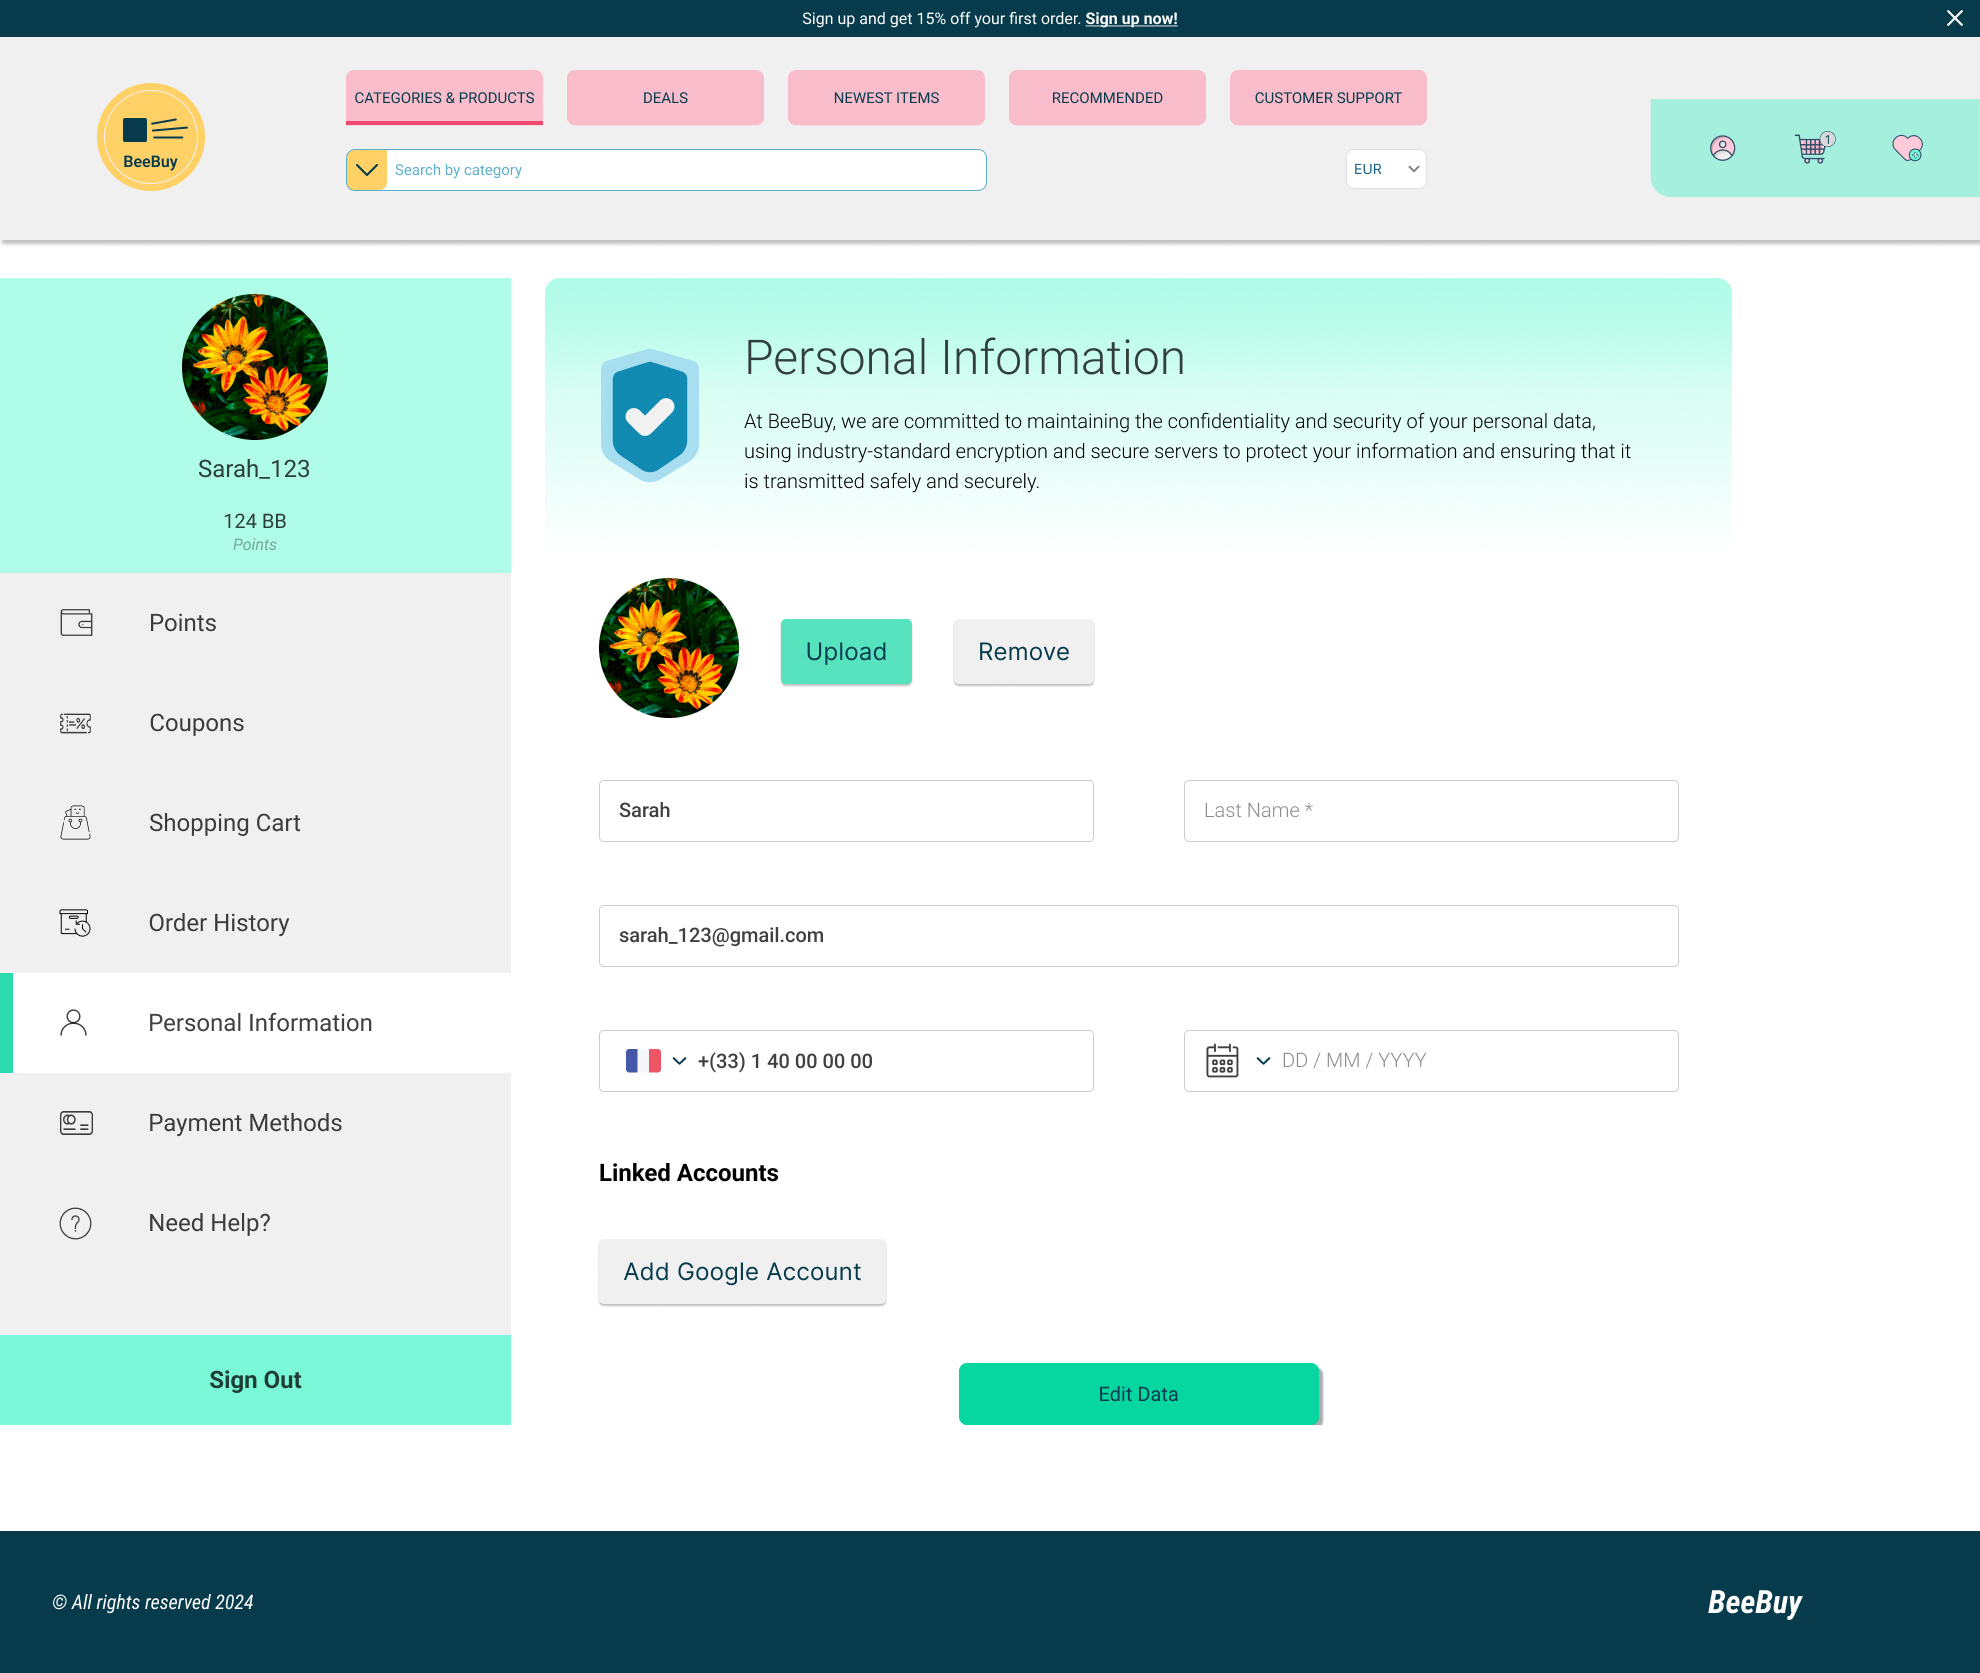 Sign up and get 15% off your first order. Sign up now!
CATEGORIES & PRODUCTS
DEALS
NEWEST ITEMS
RECOMMENDED
CUSTOMER SUPPORT
BeeBuy
Search by category
EUR
1
Sarah_123
124 BB
Points
Points
Coupons
Shopping Cart
Order History
Personal Information
Payment Methods
Need Help?
Sign Out
Personal Information
At BeeBuy, we are committed to maintaining the confidentiality and security of your personal data,
using industry-standard encryption and secure servers to protect your information and ensuring that it
is transmitted safely and securely.
Upload
Remove
Sarah
Last Name *
sarah_123@gmail.com
+(33) 1 40 00 00 00
DD / MM / YYYY
Linked Accounts
Add Google Account
Edit Data
© All rights reserved 2024
BeeBuy